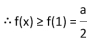 ∴ f(x) ≥ f(1) = a/2